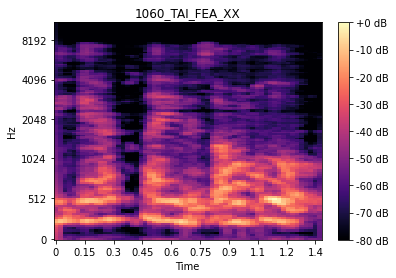 1060_TAI_FEA_XX
+0 dB
8192
-10 dB
4096
-20 dB
-30 dB
Hz
2048
-40 dB
1024
-50 dB
-60 dB
512
-70 dB
0
-80 dB
0 0.15 0.3 0.45 0.6 0.75 0.9 1.1 1.2 1.4
Time